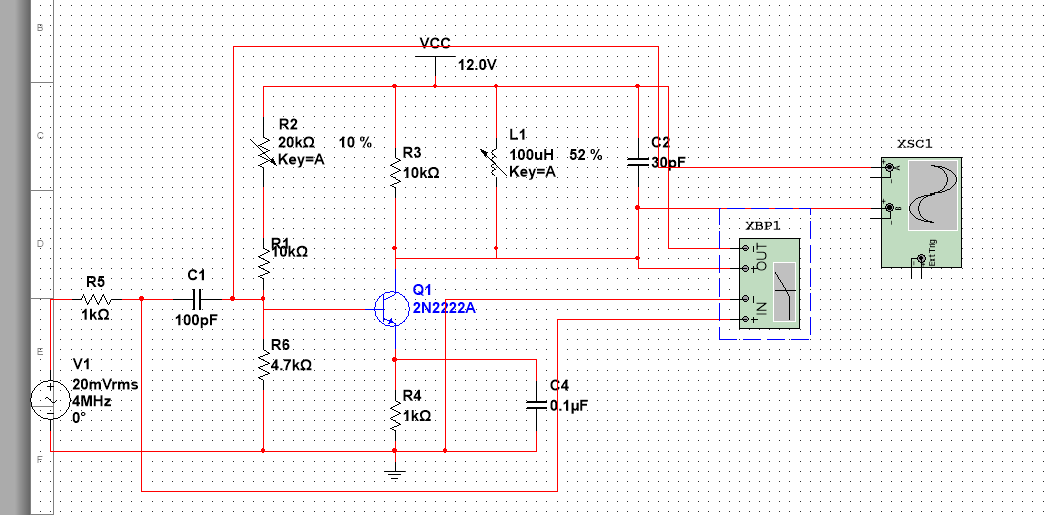 B
VCC
12.0V
R2
20kΩ 10 %
Key=A
R3
10kΩ
L1
100uH 52 %
Key=A
C2
30pF
XSC1
A
B
Ext Trig
C
D
XBP1
OUT
IN
R1
10kΩ
R5
1kΩ
C1
100pF
Q1
2N2222A
R6
4.7kΩ
E
V1
20mVrms
4MHz
0°
R4
1kΩ
C4
0.1µF
F